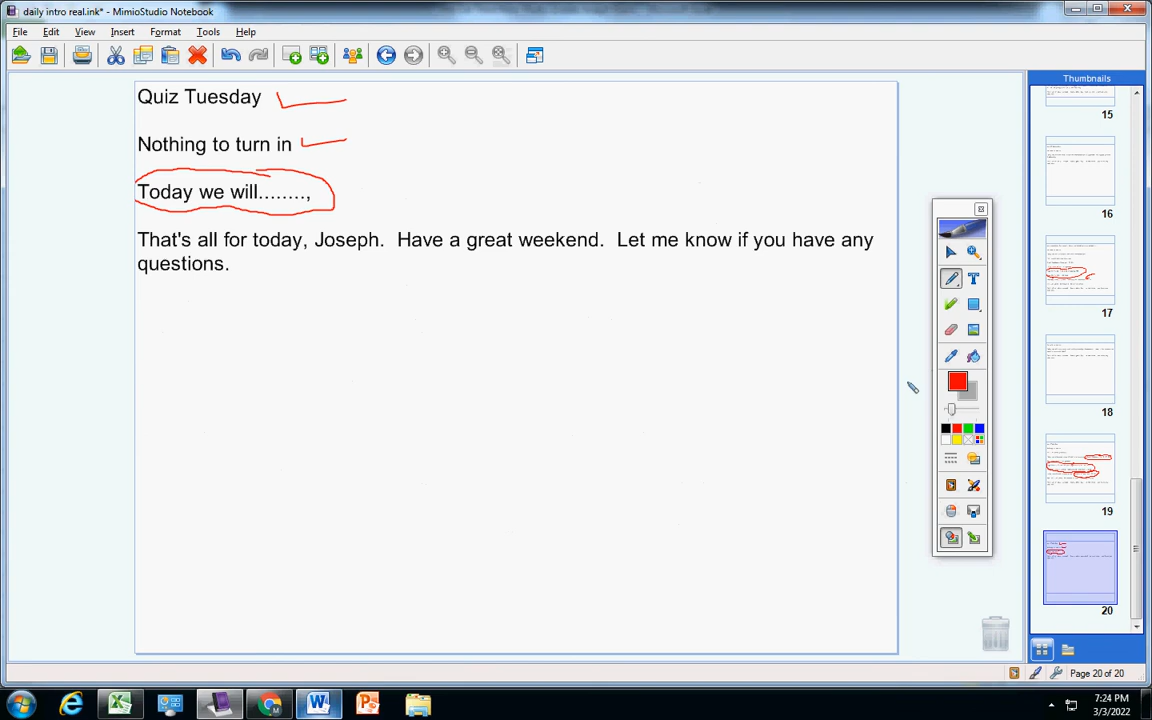 daily intro real.ink* - MimioStudio Notebook
File Edit View Insert Format Tools Help
Quiz Tuesday
Nothing to turn in
Today we will........,
That's all for today, Joseph. Have a great weekend. Let me know if you have any
questions.
Thumbnails
15
16
17
18
19
20
Page 20 of 20
7:24 PM
3/3/2022